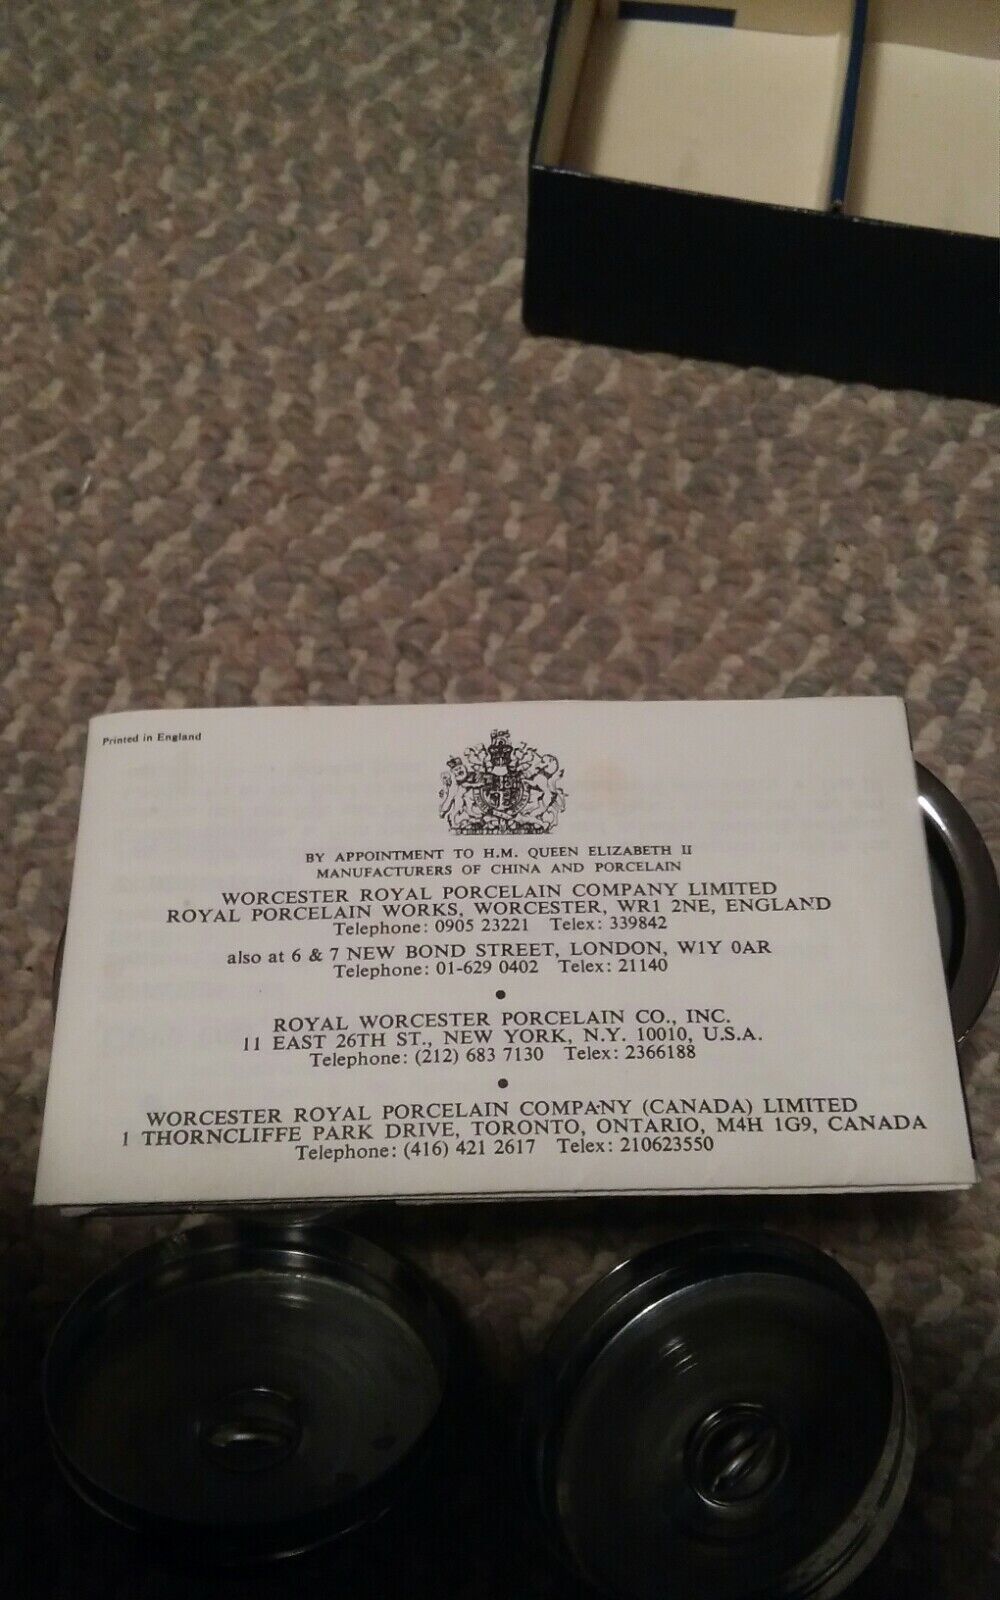 Printed in England
BY APPOINTMENT TO H.M. QUEEN ELIZABETH II
MANUFACTURERS OF CHINA AND PORCELAIN
WORCESTER ROYAL PORCELAIN COMPANY LIMITED
ROYAL PORCELAIN WORKS, WORCESTER, WR1 2NE, ENGLAND
Telephone: 0905 23221 Telex: 339842
also at 6 & 7 NEW BOND STREET, LONDON, W1Y 0AR
Telephone: 01-629 0402 Telex: 21140
ROYAL WORCESTER PORCELAIN CO., INC.
11 EAST 26TH ST., NEW YORK, N.Y. 10010, U.S.A.
Telephone: (212) 683 7130 Telex: 2366188
WORCESTER ROYAL PORCELAIN COMPANY (CANADA) LIMITED
1 THORNCLIFFE PARK DRIVE, TORONTO, ONTARIO, M4H 1G9, CANADA
Telephone: (416) 421 2617 Telex: 210623550